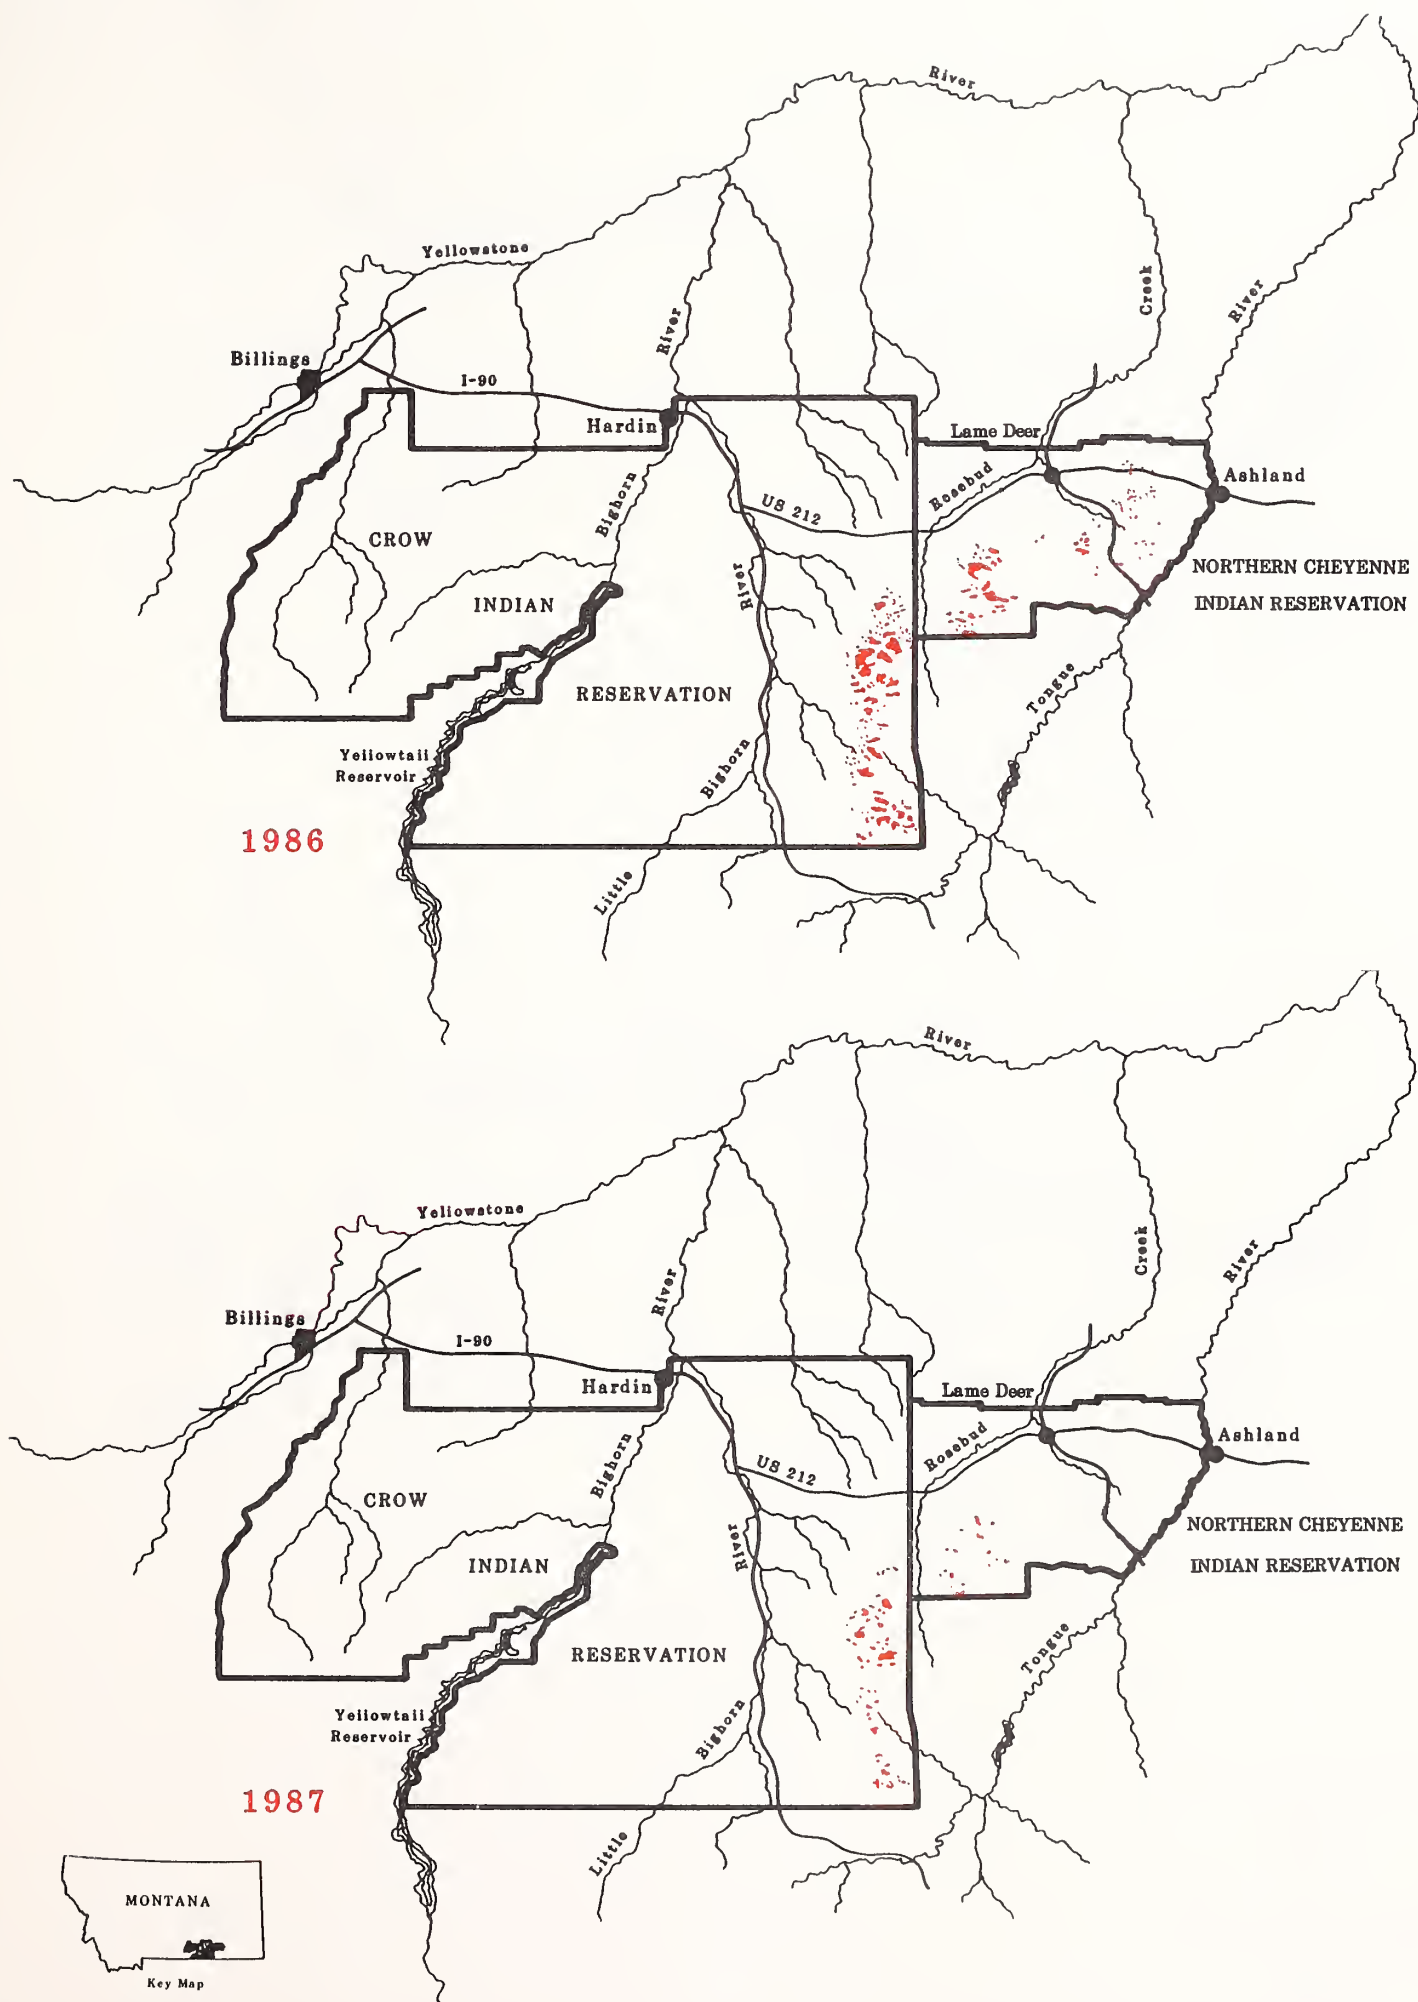 River
Yellowstone
Creek
River
River
Billings
I-90
Hardin
Lame Deer
Rosebud
Ashland
Bighorn
US 212
CROW
NORTHERN CHEYENNE
INDIAN RESERVATION
River
INDIAN
RESERVATION
Tongue
Yellowtail
Reservoir
Bighorn
1986
Little
River
Yellowstone
Creek
River
River
Billings
I-90
Hardin
Lame Deer
Rosebud
Ashland
Bighorn
US 212
CROW
NORTHERN CHEYENNE
INDIAN RESERVATION
River
INDIAN
RESERVATION
Tongue
Yellowtail
Reservoir
Bighorn
1987
Little
MONTANA
Key Map